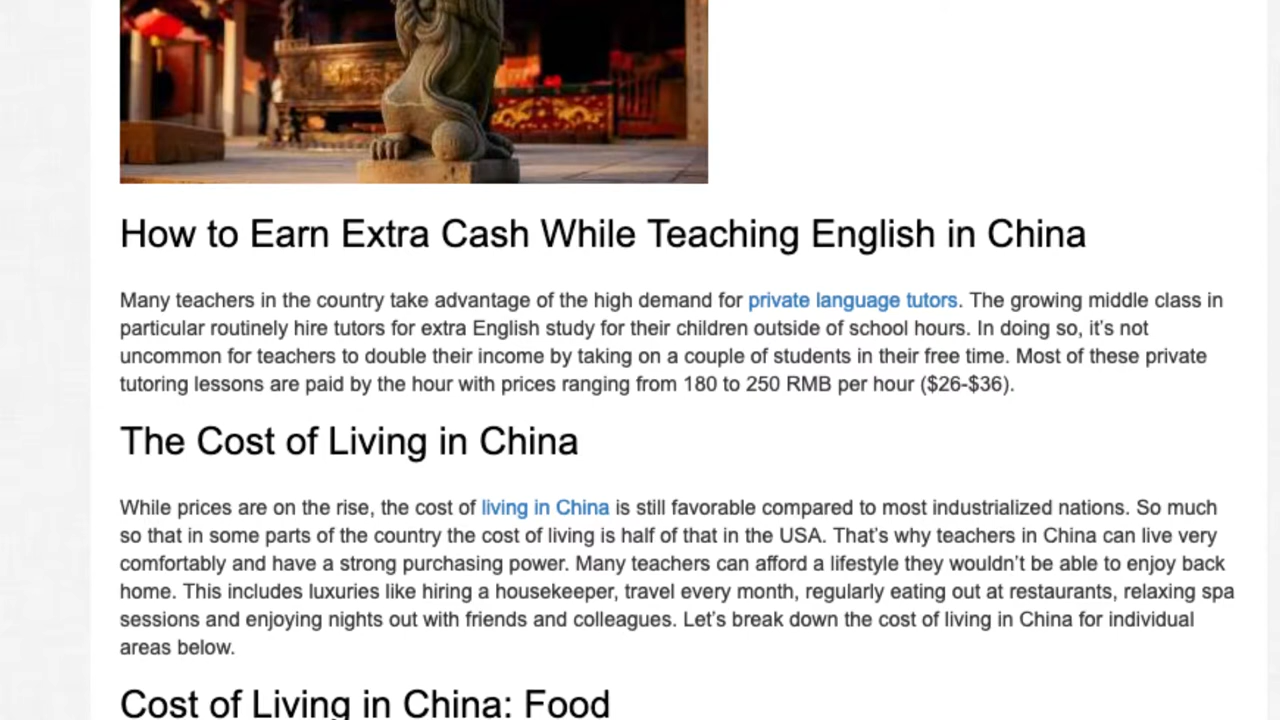 How to Earn Extra Cash While Teaching English in China
Many teachers in the country take advantage of the high demand for private language tutors. The growing middle class in
particular routinely hire tutors for extra English study for their children outside of school hours. In doing so, it’s not
uncommon for teachers to double their income by taking on a couple of students in their free time. Most of these private
tutoring lessons are paid by the hour with prices ranging from 180 to 250 RMB per hour ($26-$36).
The Cost of Living in China
While prices are on the rise, the cost of living in China is still favorable compared to most industrialized nations. So much
so that in some parts of the country the cost of living is half of that in the USA. That’s why teachers in China can live very
comfortably and have a strong purchasing power. Many teachers can afford a lifestyle they wouldn’t be able to enjoy back
home. This includes luxuries like hiring a housekeeper, travel every month, regularly eating out at restaurants, relaxing spa
sessions and enjoying nights out with friends and colleagues. Let’s break down the cost of living in China for individual
areas below.
Cost of Living in China: Food